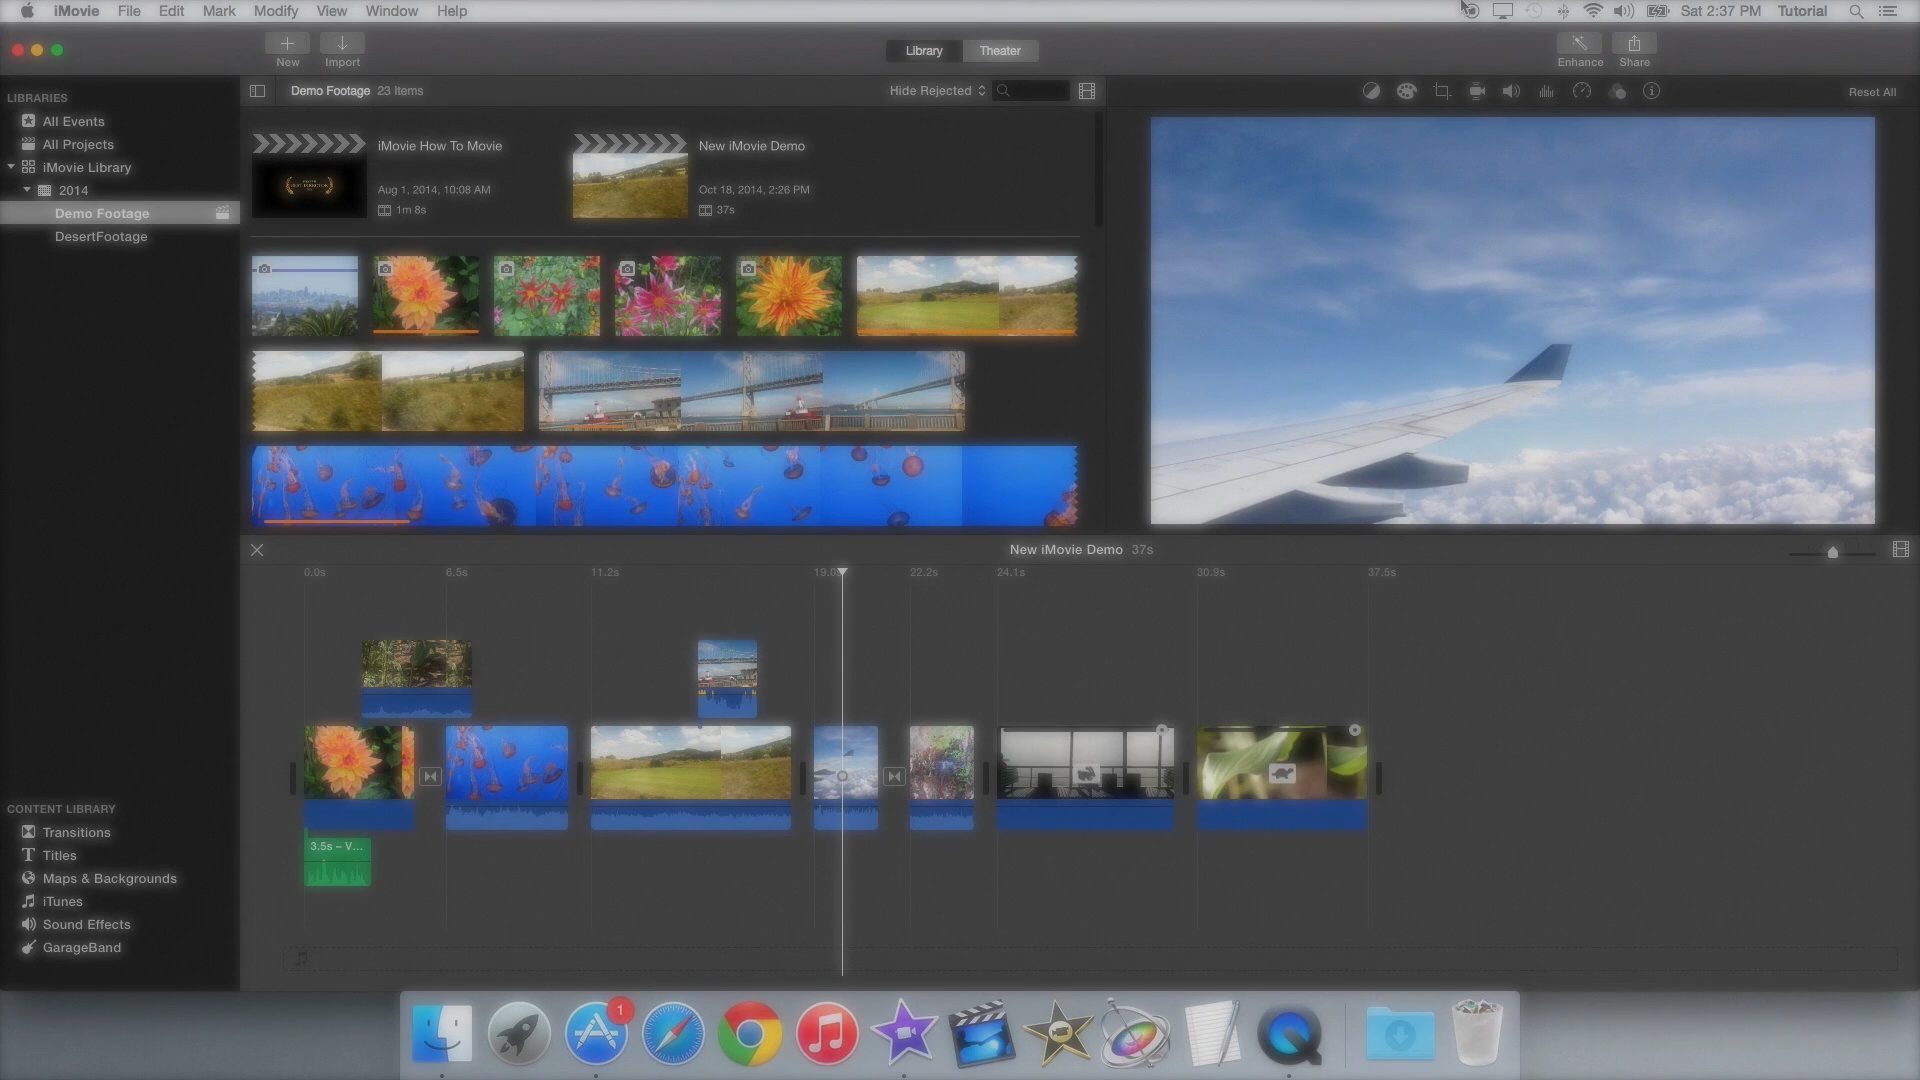 iMovie File Edit Mark Modify View Window Help Sat 2:37 PM Tutorial
Library Theater
New Import Enhance Share
LIBRARIES
All Events
All Projects
iMovie Library
2014
Demo Footage
DesertFootage
Demo Footage 23 Items Hide Rejected Reset All
iMovie How To Movie
Aug 1, 2014, 10:08 AM
1m 8s
New iMovie Demo
Oct 18, 2014, 2:26 PM
37s
New iMovie Demo 37s
0.0s 6.5s 11.2s 19.0s 22.2s 24.1s 30.9s 37.5s
3.5s – V...
CONTENT LIBRARY
Transitions
Titles
Maps & Backgrounds
iTunes
Sound Effects
GarageBand
1